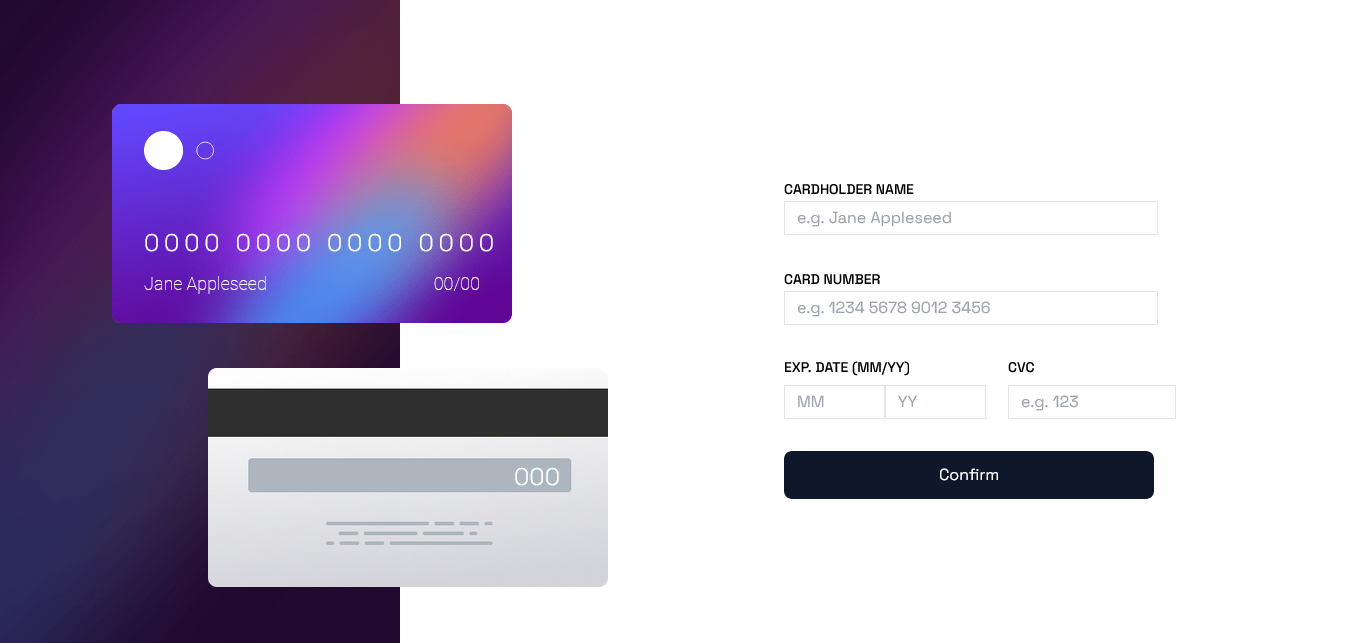 0000 0000 0000 0000
Jane Appleseed 00/00
000
CARDHOLDER NAME
e.g. Jane Appleseed
CARD NUMBER
e.g. 1234 5678 9012 3456
EXP. DATE (MM/YY) CVC
MM YY e.g. 123
Confirm